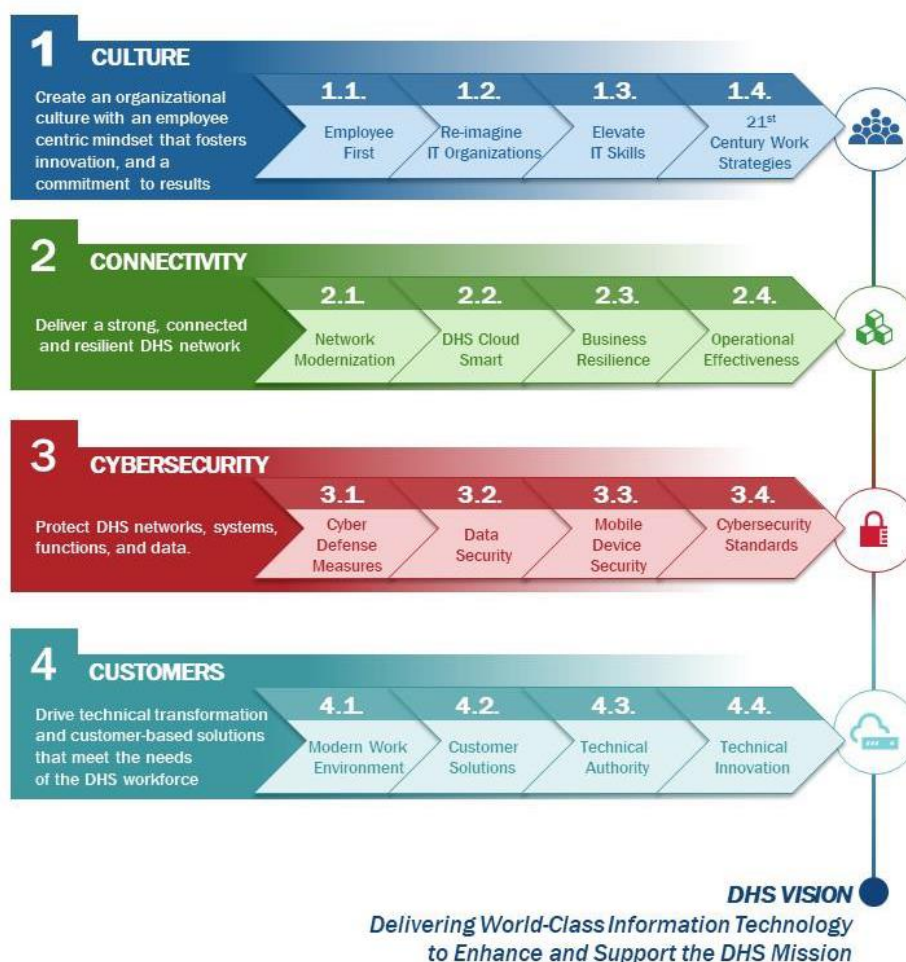 1 CULTURE
Create an organizational
culture with an employee
centric mindset that fosters
innovation, and a
commitment to results
1.1.
Employee
First
1.2.
Re-imagine
IT Organizations
1.3.
Elevate
IT Skills
1.4.
21st
Century Work
Strategies
2 CONNECTIVITY
Deliver a strong, connected
and resilient DHS network
2.1.
Network
Modernization
2.2.
DHS Cloud
Smart
2.3.
Business
Resilience
2.4.
Operational
Effectiveness
3 CYBERSECURITY
Protect DHS networks, systems,
functions, and data.
3.1.
Cyber
Defense
Measures
3.2.
Data
Security
3.3.
Mobile
Device
Security
3.4.
Cybersecurity
Standards
4 CUSTOMERS
Drive technical transformation
and customer-based solutions
that meet the needs
of the DHS workforce
4.1.
Modern Work
Environment
4.2.
Customer
Solutions
4.3.
Technical
Authority
4.4.
Technical
Innovation
DHS VISION
Delivering World-Class Information Technology
to Enhance and Support the DHS Mission